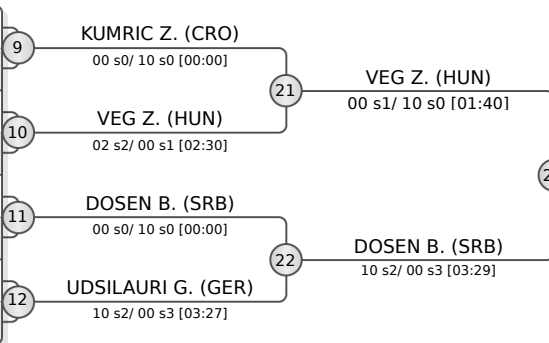 9
KUMRIC Z. (CRO)
00 s0/ 10 s0 [00:00]
21
VEG Z. (HUN)
00 s1/ 10 s0 [01:40]
10
VEG Z. (HUN)
02 s2/ 00 s1 [02:30]
11
DOSEN B. (SRB)
00 s0/ 10 s0 [00:00]
22
DOSEN B. (SRB)
10 s2/ 00 s3 [03:29]
12
UDSILAURI G. (GER)
10 s2/ 00 s3 [03:27]